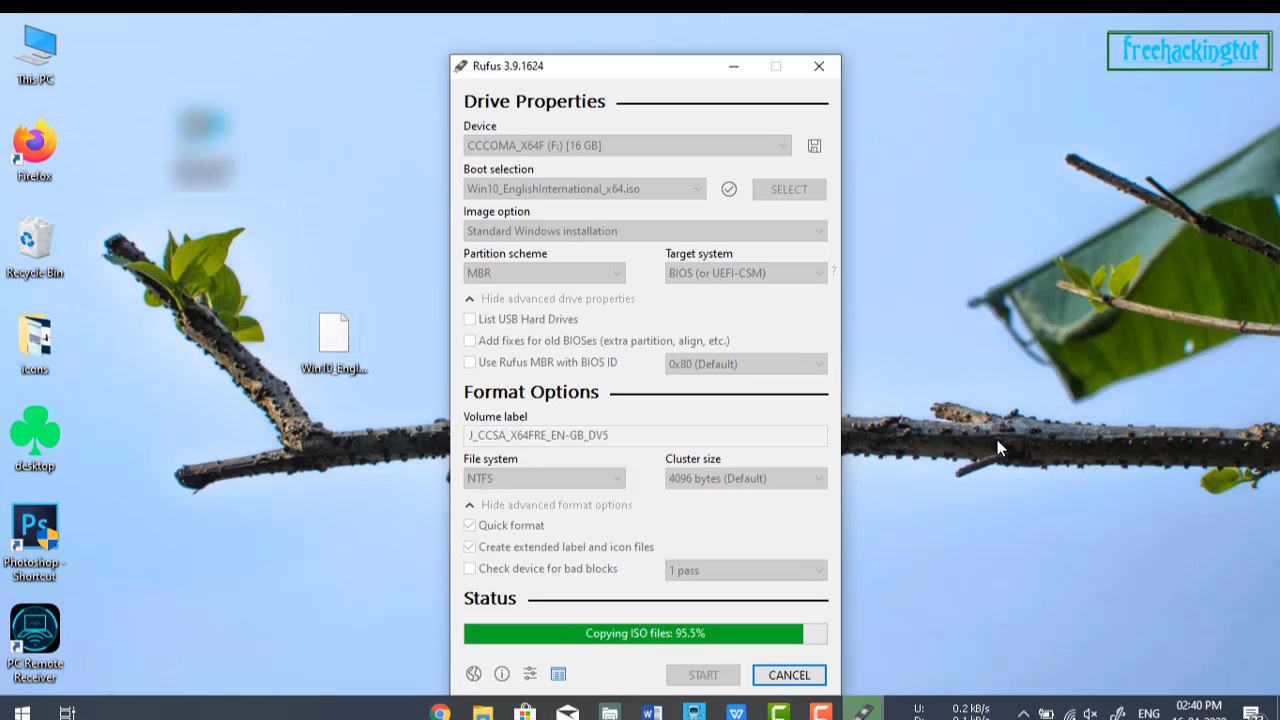 This PC
Firefox
Recycle Bin
icons
desktop
Photoshop -
Shortcut
PC Remote
Receiver
Win10_Engl...
freehackingtut
Rufus 3.9.1624
Drive Properties
Device
CCCOMA_X64F (F:) [16 GB]
Boot selection
Win10_EnglishInternational_x64.iso
SELECT
Image option
Standard Windows installation
Partition scheme
Target system
MBR
BIOS (or UEFI-CSM)
?
Hide advanced drive properties
List USB Hard Drives
Add fixes for old BIOSes (extra partition, align, etc.)
Use Rufus MBR with BIOS ID
0x80 (Default)
Format Options
Volume label
J_CCSA_X64FRE_EN-GB_DV5
File system
Cluster size
NTFS
4096 bytes (Default)
Hide advanced format options
Quick format
Create extended label and icon files
Check device for bad blocks
1 pass
Status
Copying ISO files: 95.5%
START
CANCEL
U:
0.2 kB/s
ENG
02:40 PM